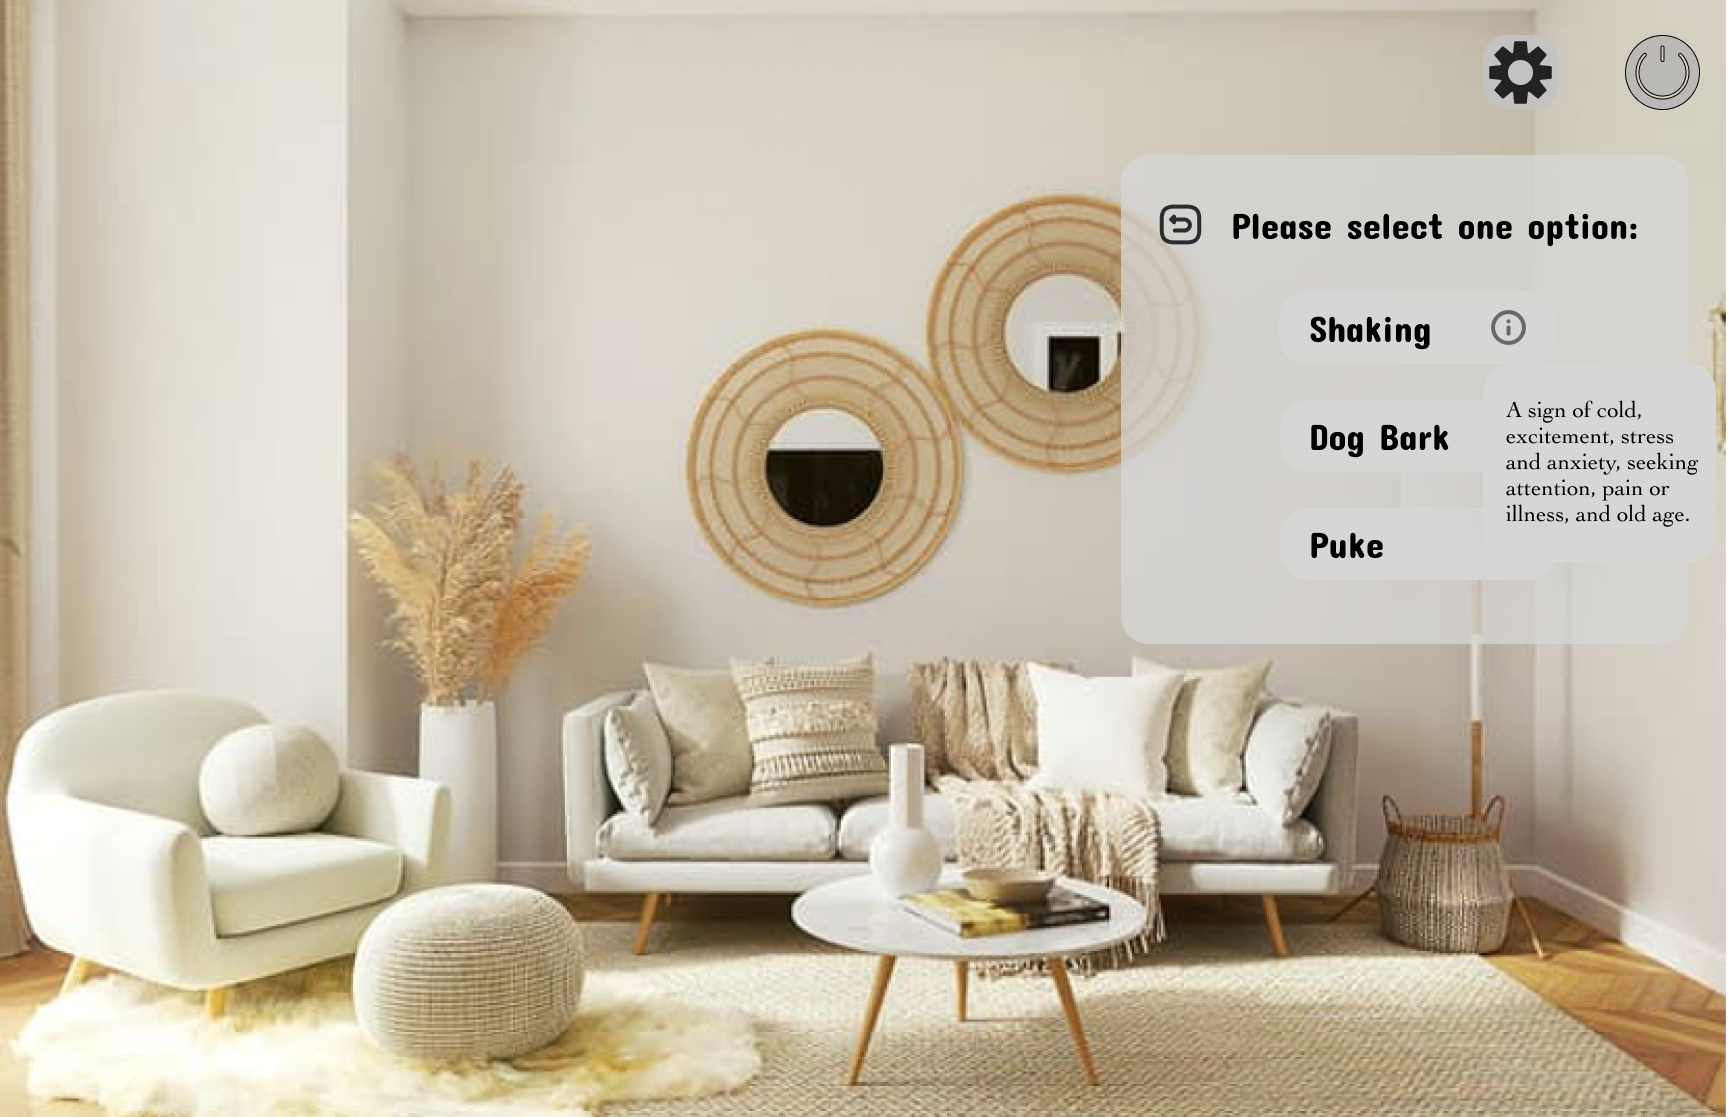 Please select one option:
Shaking
Dog Bark
Puke
A sign of cold,
excitement, stress
and anxiety, seeking
attention, pain or
illness, and old age.